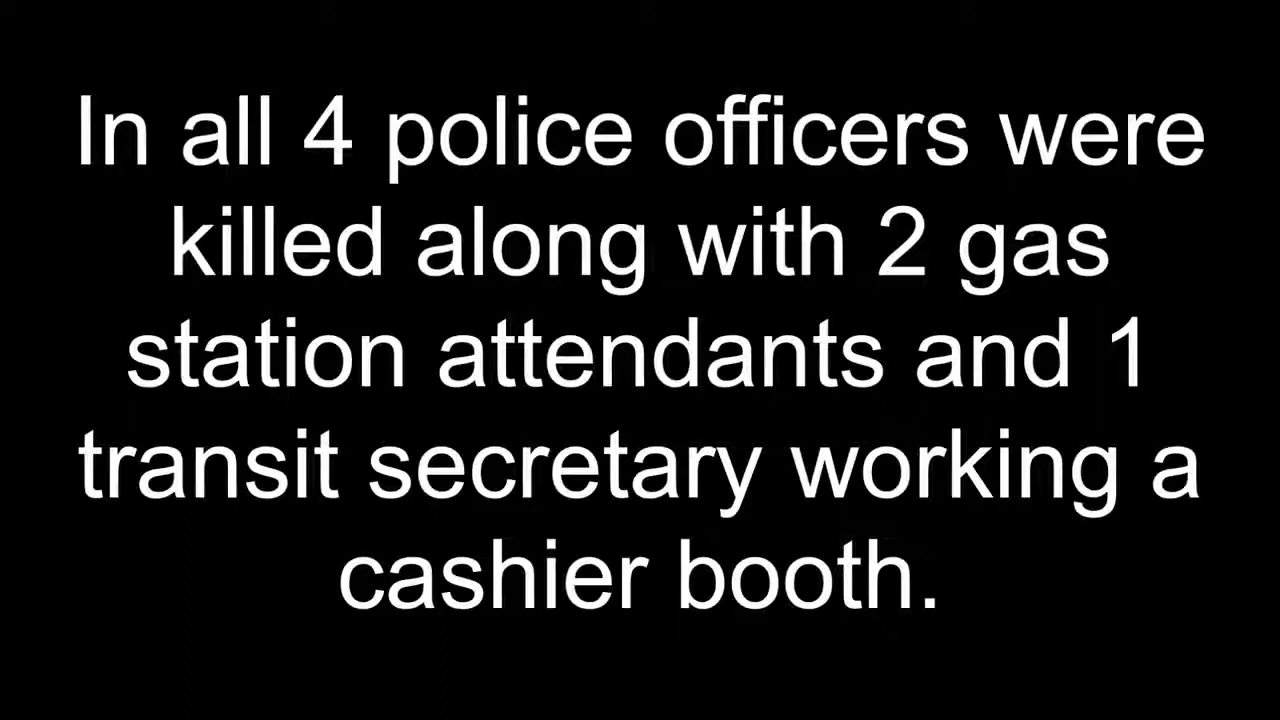 In all 4 police officers were
killed along with 2 gas
station attendants and 1
transit secretary working a
cashier booth.